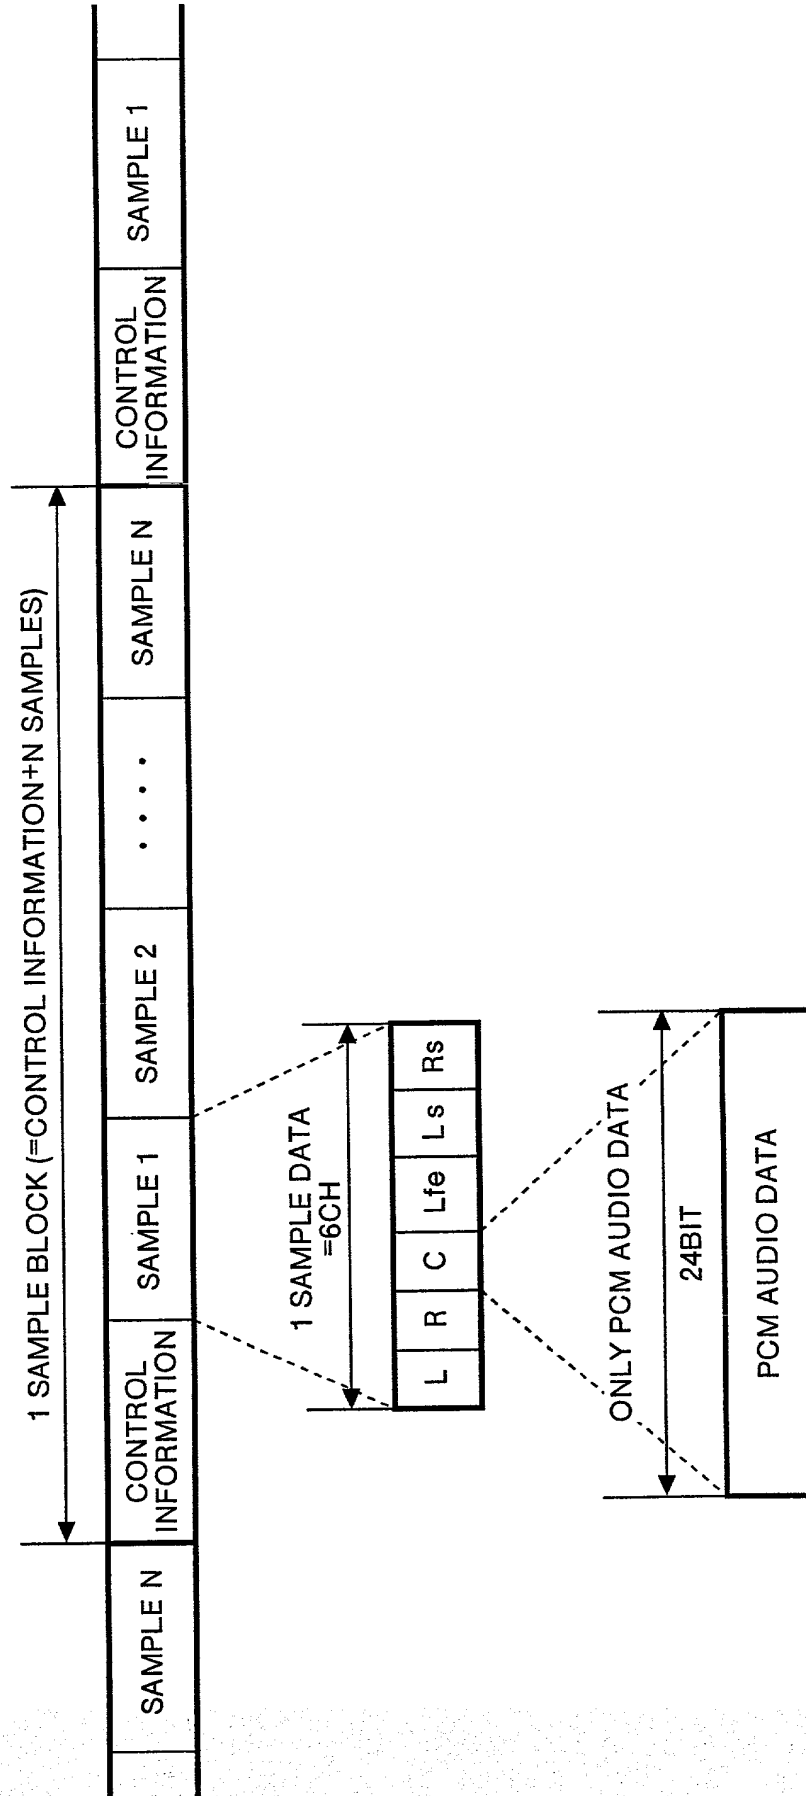 1 SAMPLE BLOCK (=CONTROL INFORMATION+N SAMPLES)
SAMPLE N
CONTROL
INFORMATION
SAMPLE 1
SAMPLE 2
· · · ·
SAMPLE N
CONTROL
INFORMATION
SAMPLE 1
1 SAMPLE DATA
=6CH
L R C Lfe Ls Rs
ONLY PCM AUDIO DATA
24BIT
PCM AUDIO DATA